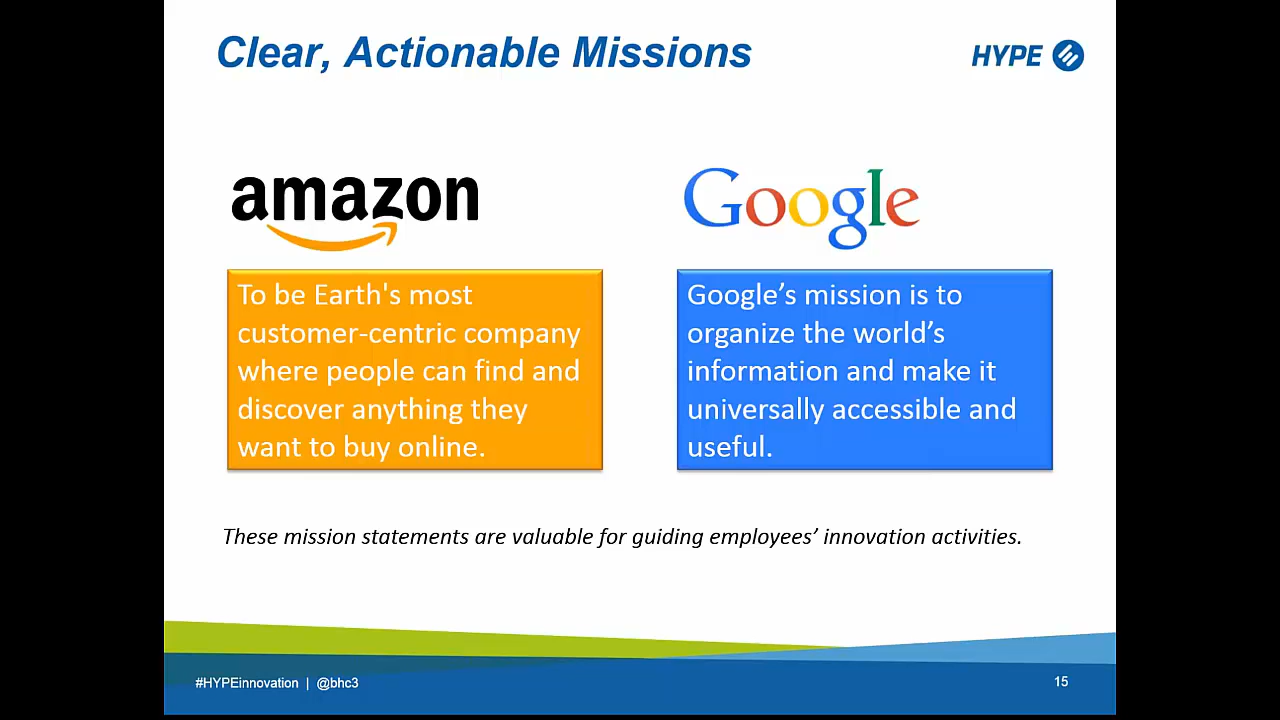 Clear, Actionable Missions
HYPE
amazon
To be Earth's most
customer-centric company
where people can find and
discover anything they
want to buy online.
Google
Google’s mission is to
organize the world’s
information and make it
universally accessible and
useful.
These mission statements are valuable for guiding employees’ innovation activities.
#HYPEinnovation | @bhc3
15